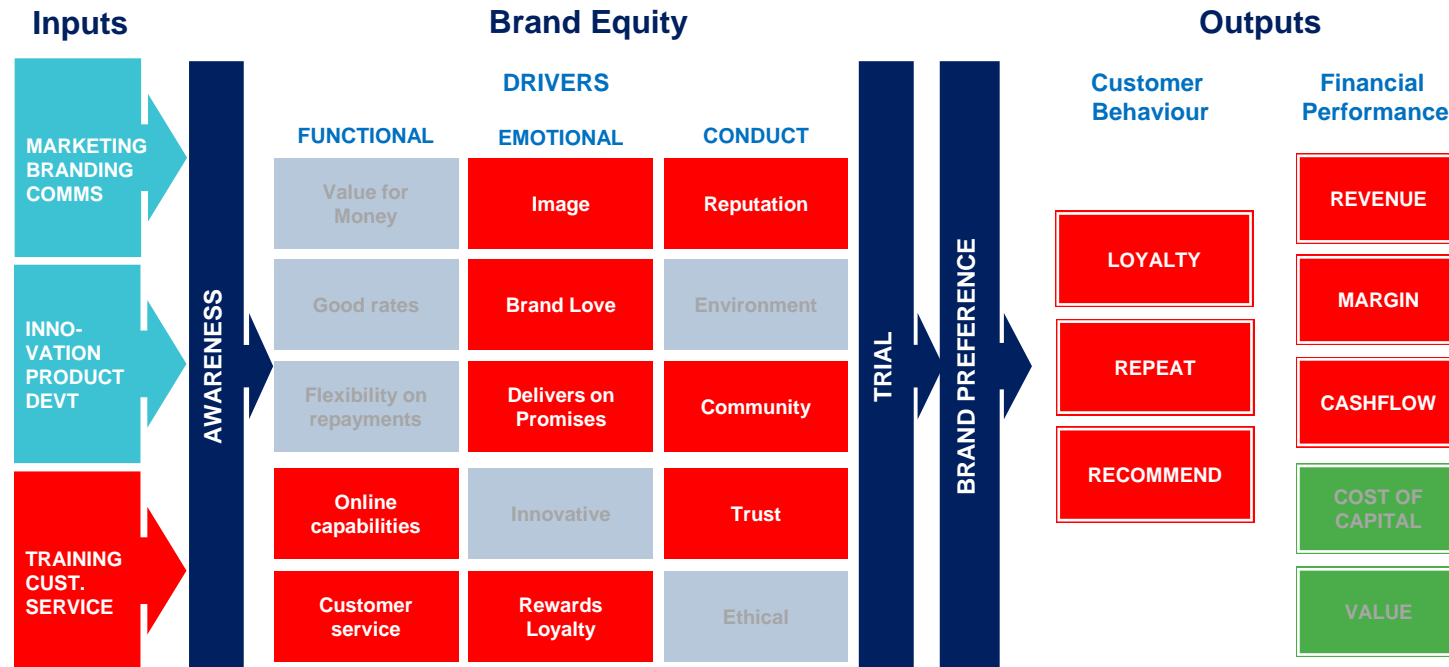 Inputs
Brand Equity
Outputs
DRIVERS
Customer
Behaviour
Financial
Performance
FUNCTIONAL
EMOTIONAL
CONDUCT
MARKETING
BRANDING
COMMS
INNO-
VATION
PRODUCT
DEVT
TRAINING
CUST.
SERVICE
AWARENESS
Value for
Money
Image
Reputation
Good rates
Brand Love
Environment
Flexibility on
repayments
Delivers on
Promises
Community
Online
capabilities
Innovative
Trust
Customer
service
Rewards
Loyalty
Ethical
TRIAL
BRAND PREFERENCE
LOYALTY
REPEAT
RECOMMEND
REVENUE
MARGIN
CASHFLOW
COST OF
CAPITAL
VALUE